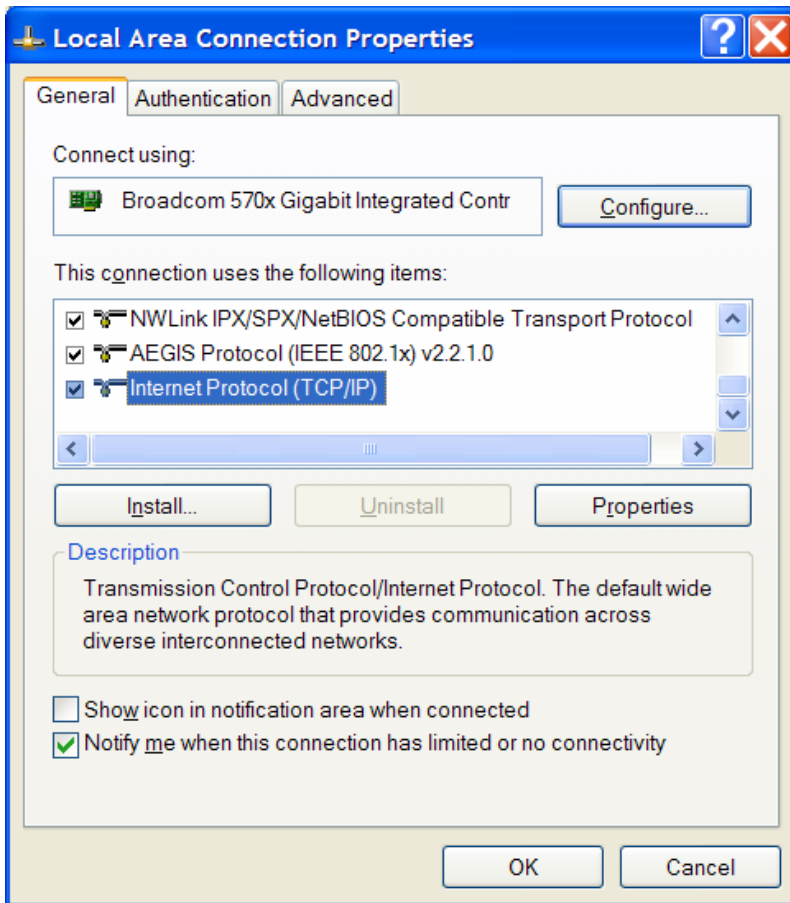 Local Area Connection Properties
General Authentication Advanced
Connect using:
Broadcom 570x Gigabit Integrated Contr
Configure...
This connection uses the following items:
NWLink IPX/SPX/NetBIOS Compatible Transport Protocol
AEGIS Protocol (IEEE 802.1x) v2.2.1.0
Internet Protocol (TCP/IP)
Install... Uninstall Properties
Description
Transmission Control Protocol/Internet Protocol. The default wide
area network protocol that provides communication across
diverse interconnected networks.
Show icon in notification area when connected
Notify me when this connection has limited or no connectivity
OK Cancel